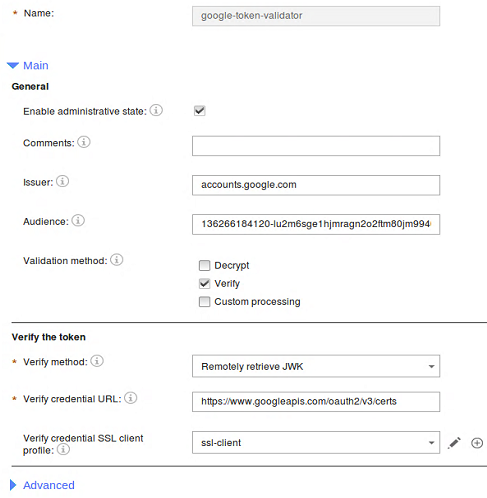 * Name: google-token-validator
Main
General
Enable administrative state:
Comments:
Issuer: accounts.google.com
Audience: 136266184120-lu2m6sge1hjmragn2o2ftm80jm994
Validation method:
Decrypt
Verify
Custom processing
Verify the token
* Verify method: Remotely retrieve JWK
* Verify credential URL: https://www.googleapis.com/oauth2/v3/certs
Verify credential SSL client
profile: ssl-client
Advanced